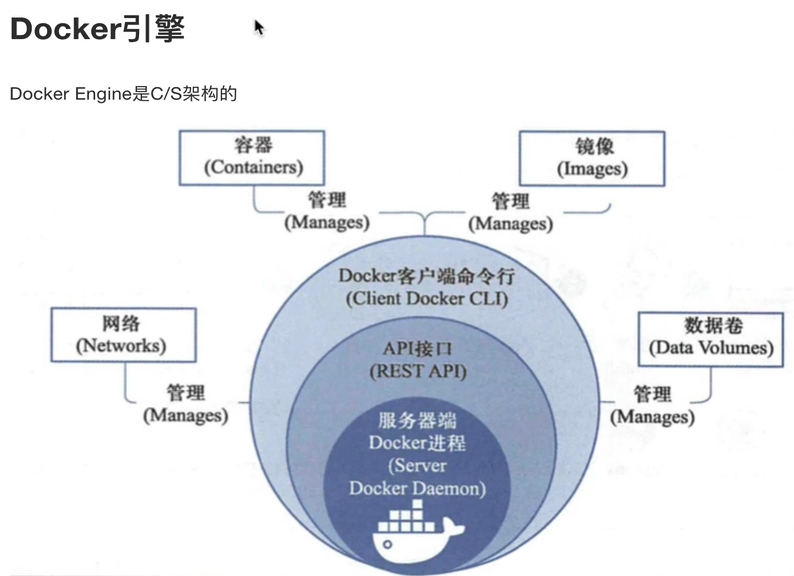 Docker引擎
Docker Engine是C/S架构的
容器
(Containers)
镜像
(Images)
管理
(Manages)
管理
(Manages)
Docker客户端命令行
(Client Docker CLI)
网络
(Networks)
数据卷
(Data Volumes)
API接口
(REST API)
管理
(Manages)
管理
(Manages)
服务器端
Docker进程
(Server
Docker Daemon)